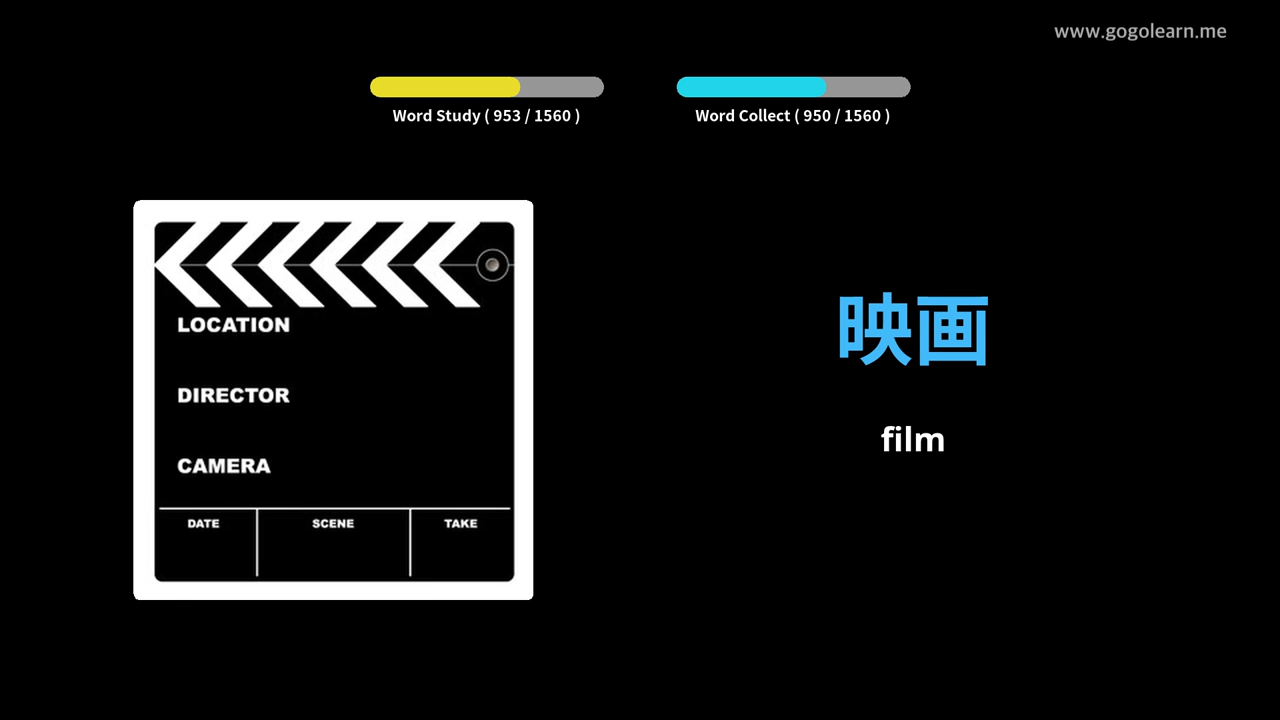 www.gogolearn.me
Word Study ( 953 / 1560 )
Word Collect ( 950 / 1560 )
LOCATION
DIRECTOR
CAMERA
DATE
SCENE
TAKE
映画
film